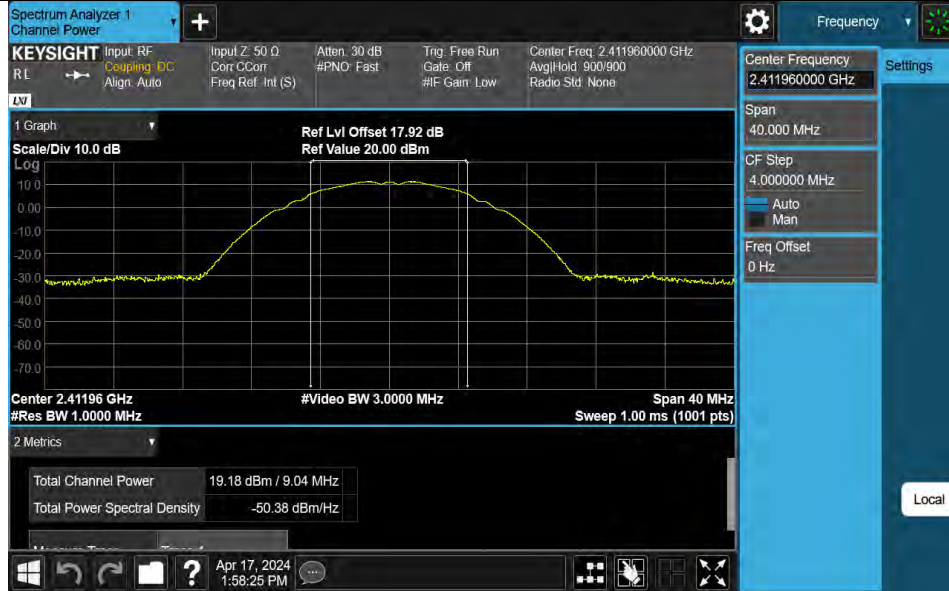 Spectrum Analyzer 1
Channel Power
Frequency
KEYSIGHT
RL
LXI
Input: RF
Coupling: DC
Align: Auto
Input Z: 50 Ω
Corr CCorr
Freq Ref: Int (S)
Atten: 30 dB
#PNO: Fast
Trig: Free Run
Gate: Off
#IF Gain: Low
Center Freq: 2.411960000 GHz
Avg|Hold: 900/900
Radio Std: None
Center Frequency
2.411960000 GHz
Settings
Span
40.000 MHz
CF Step
4.000000 MHz
Auto
Man
Freq Offset
0 Hz
1 Graph
Scale/Div 10.0 dB
Ref Lvl Offset 17.92 dB
Ref Value 20.00 dBm
Log
10.0
0.00
-10.0
-20.0
-30.0
-40.0
-50.0
-60.0
-70.0
Center 2.41196 GHz
#Res BW 1.0000 MHz
#Video BW 3.0000 MHz
Span 40 MHz
Sweep 1.00 ms (1001 pts)
2 Metrics
Total Channel Power 19.18 dBm / 9.04 MHz
Total Power Spectral Density -50.38 dBm/Hz
Local
Apr 17, 2024
1:58:25 PM